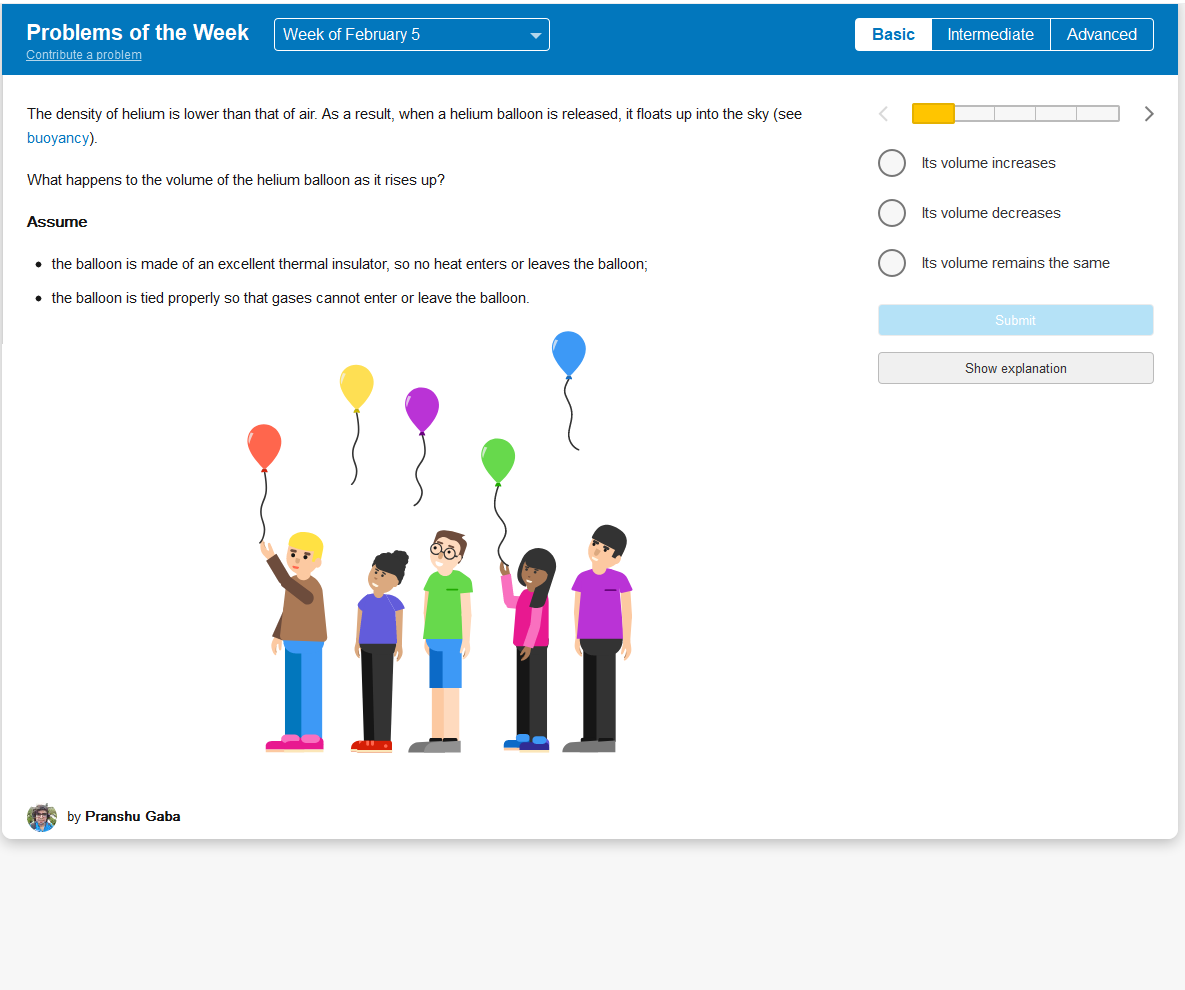 Problems of the Week
Week of February 5
Basic
Intermediate
Advanced
Contribute a problem
The density of helium is lower than that of air. As a result, when a helium balloon is released, it floats up into the sky (see
buoyancy).
What happens to the volume of the helium balloon as it rises up?
Assume
• the balloon is made of an excellent thermal insulator, so no heat enters or leaves the balloon;
• the balloon is tied properly so that gases cannot enter or leave the balloon.
by Pranshu Gaba
Its volume increases
Its volume decreases
Its volume remains the same
Submit
Show explanation